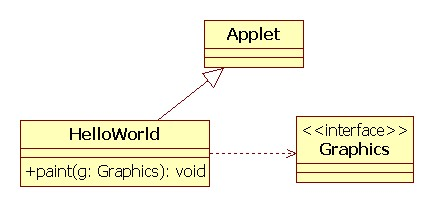 Applet
HelloWorld
+paint(g: Graphics): void
<<interface>>
Graphics